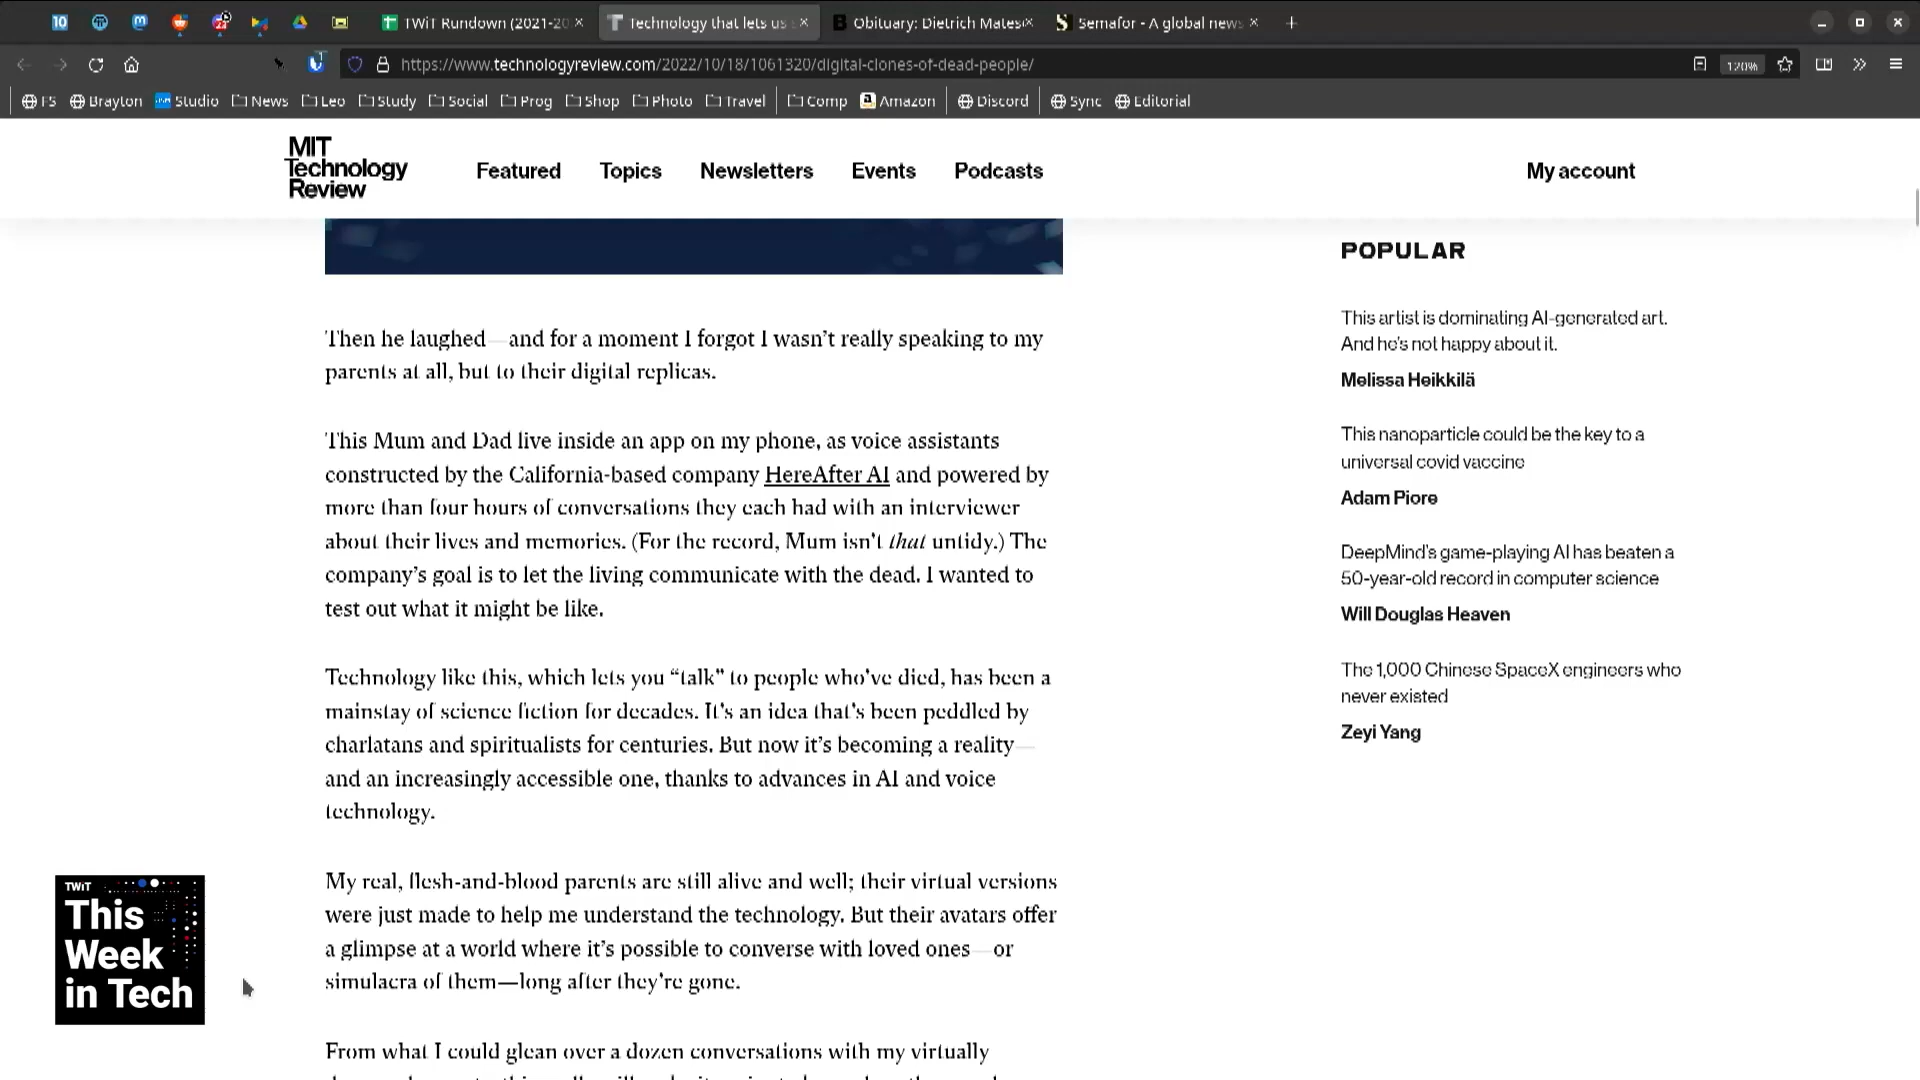 TWiT Rundown (2021-20
Technology that lets us
Obituary: Dietrich Mates
Semafor - A global news
https://www.technologyreview.com/2022/10/18/1061320/digital-clones-of-dead-people/
120%
FS
Brayton
Studio
News
Leo
Study
Social
Prog
Shop
Photo
Travel
Comp
Amazon
Discord
Sync
Editorial
MIT
Technology
Review
Featured
Topics
Newsletters
Events
Podcasts
My account
Then he laughed—and for a moment I forgot I wasn't really speaking to my
parents at all, but to their digital replicas.
This Mum and Dad live inside an app on my phone, as voice assistants
constructed by the California-based company HereAfter AI and powered by
more than four hours of conversations they each had with an interviewer
about their lives and memories. (For the record, Mum isn't that untidy.) The
company's goal is to let the living communicate with the dead. I wanted to
test out what it might be like.
Technology like this, which lets you “talk” to people who've died, has been a
mainstay of science fiction for decades. It's an idea that's been peddled by
charlatans and spiritualists for centuries. But now it's becoming a reality—
and an increasingly accessible one, thanks to advances in AI and voice
technology.
My real, flesh-and-blood parents are still alive and well; their virtual versions
were just made to help me understand the technology. But their avatars offer
a glimpse at a world where it's possible to converse with loved ones—or
simulacra of them—long after they're gone.
From what I could glean over a dozen conversations with my virtually
POPULAR
This artist is dominating AI-generated art.
And he's not happy about it.
Melissa Heikkilä
This nanoparticle could be the key to a
universal covid vaccine
Adam Piore
DeepMind's game-playing AI has beaten a
50-year-old record in computer science
Will Douglas Heaven
The 1,000 Chinese SpaceX engineers who
never existed
Zeyi Yang
TWiT
This
Week
in Tech